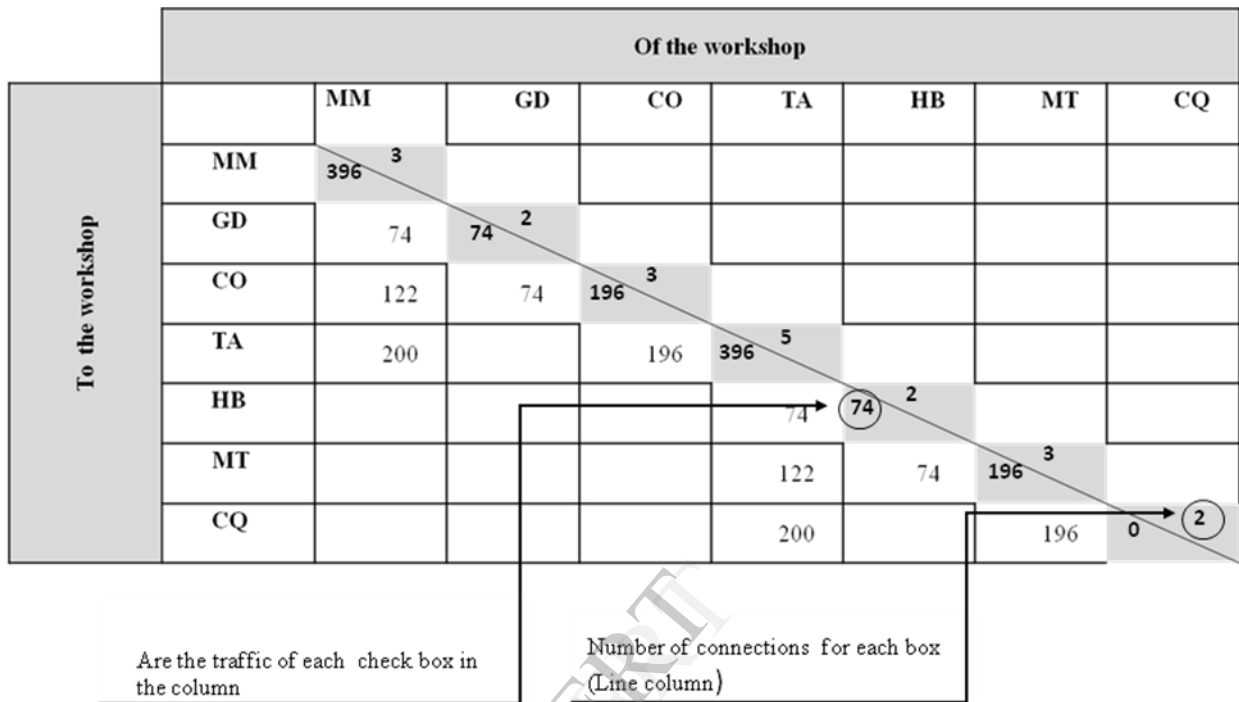 Of the workshop
MM GD CO TA HB MT CQ
To the workshop
MM 396 3
GD 74 74 2
CO 122 74 196 3
TA 200 196 396 5
HB 74 74 2
MT 122 74 196 3
CQ 200 196 0 2
Are the traffic of each check box in
the column
Number of connections for each box
(Line column)